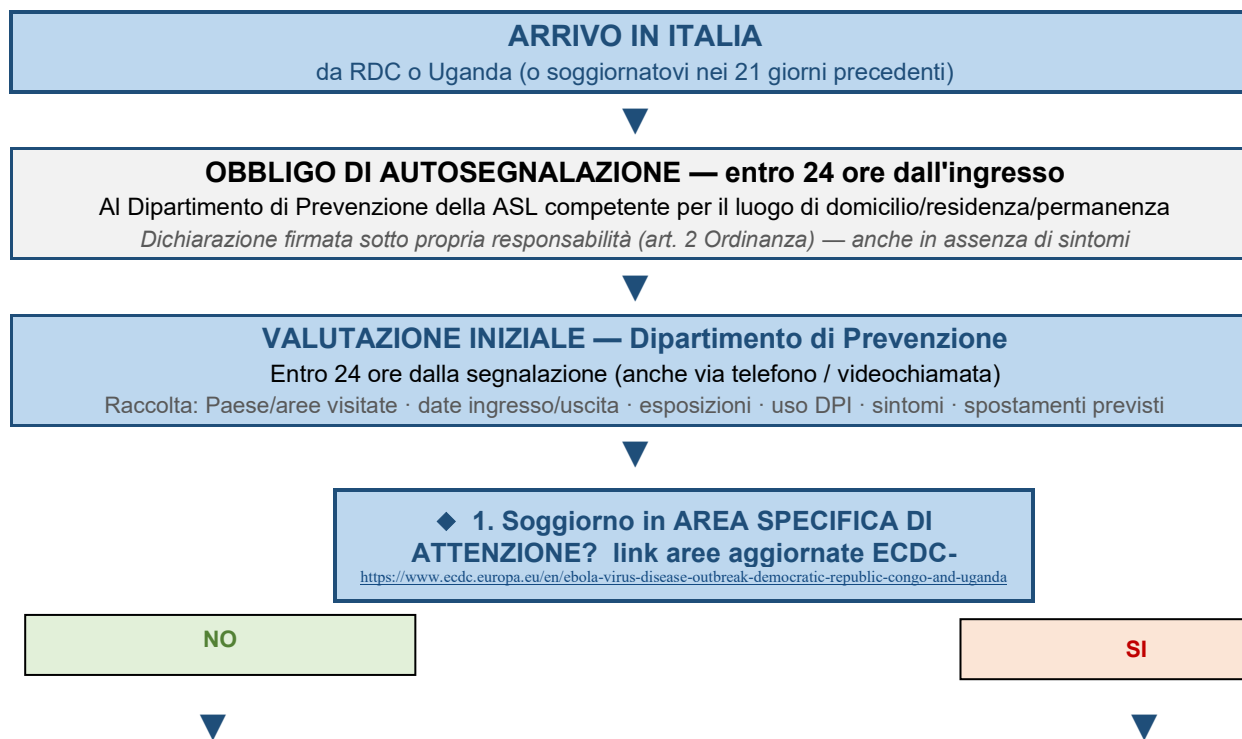 ARRIVO IN ITALIA
da RDC o Uganda (o soggiornatovi nei 21 giorni precedenti)
OBBLIGO DI AUTOSEGNALAZIONE — entro 24 ore dall'ingresso
Al Dipartimento di Prevenzione della ASL competente per il luogo di domicilio/residenza/permanenza
Dichiarazione firmata sotto propria responsabilità (art. 2 Ordinanza) — anche in assenza di sintomi
VALUTAZIONE INIZIALE — Dipartimento di Prevenzione
Entro 24 ore dalla segnalazione (anche via telefono / videochiamata)
Raccolta: Paese/aree visitate · date ingresso/uscita · esposizioni · uso DPI · sintomi · spostamenti previsti
◆ 1. Soggiorno in AREA SPECIFICA DI
ATTENZIONE? link aree aggiornate ECDC-
https://www.ecdc.europa.eu/en/ebola-virus-disease-outbreak-democratic-republic-congo-and-uganda
NO
SI